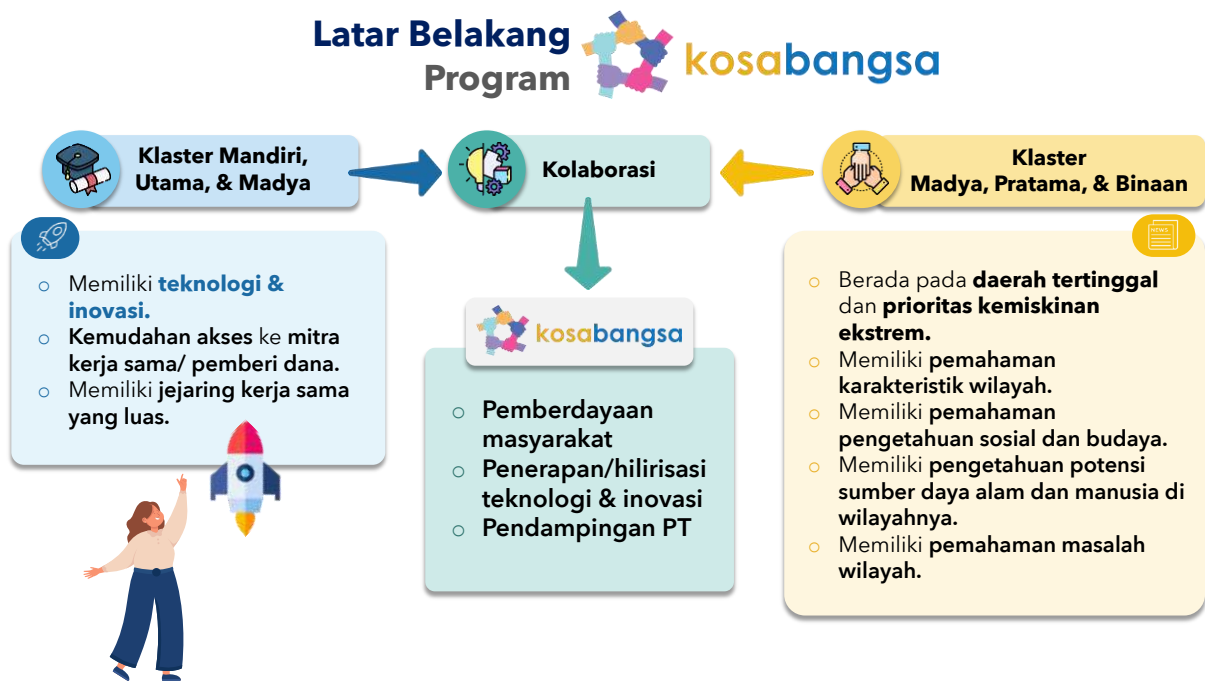 Latar Belakang
Program
kosabangsa
Klaster Mandiri,
Utama, & Madya
Kolaborasi
Klaster
Madya, Pratama, & Binaan
○ Memiliki teknologi &
inovasi.
○ Kemudahan akses ke mitra
kerja sama/ pemberi dana.
○ Memiliki jejaring kerja sama
yang luas.
kosabangsa
○ Pemberdayaan
masyarakat
○ Penerapan/hilirisasi
teknologi & inovasi
○ Pendampingan PT
NEWS
○ Berada pada daerah tertinggal
dan prioritas kemiskinan
ekstrem.
○ Memiliki pemahaman
karakteristik wilayah.
○ Memiliki pemahaman
pengetahuan sosial dan budaya.
○ Memiliki pengetahuan potensi
sumber daya alam dan manusia di
wilayahnya.
○ Memiliki pemahaman masalah
wilayah.